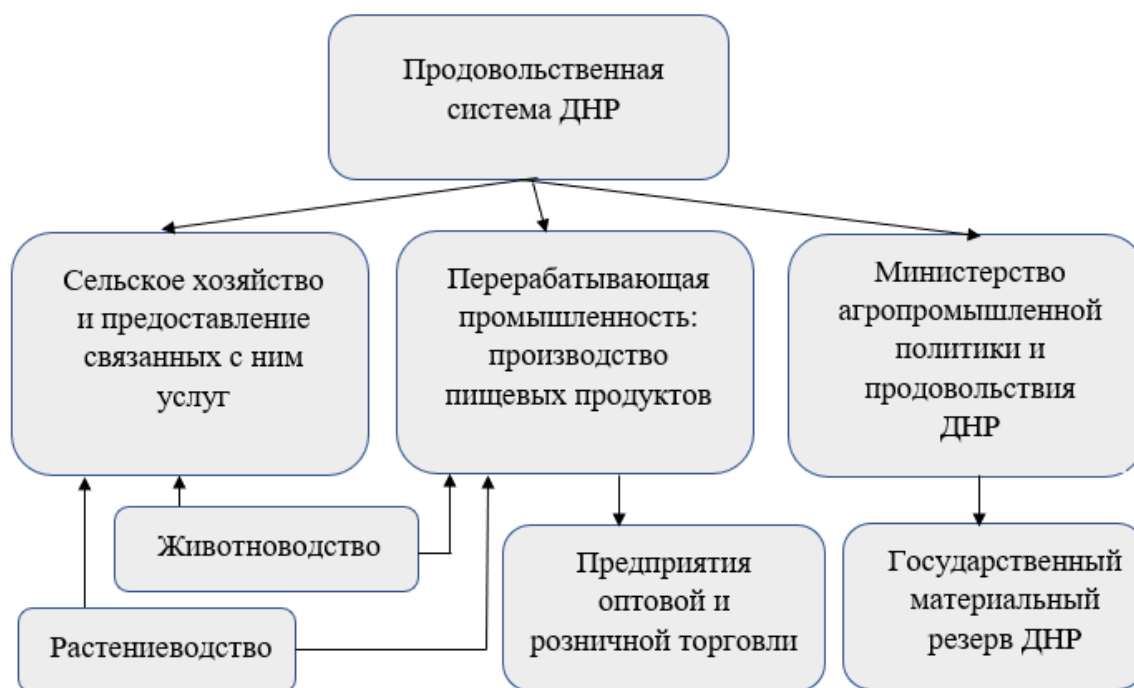 Продовольственная
система ДНР
Сельское хозяйство
и предоставление
связанных с ним
услуг
Перерабатывающая
промышленность:
производство
пищевых продуктов
Министерство
агропромышленной
политики и
продовольствия
ДНР
Животноводство
Растениеводство
Предприятия
оптовой и
розничной торговли
Государственный
материальный
резерв ДНР